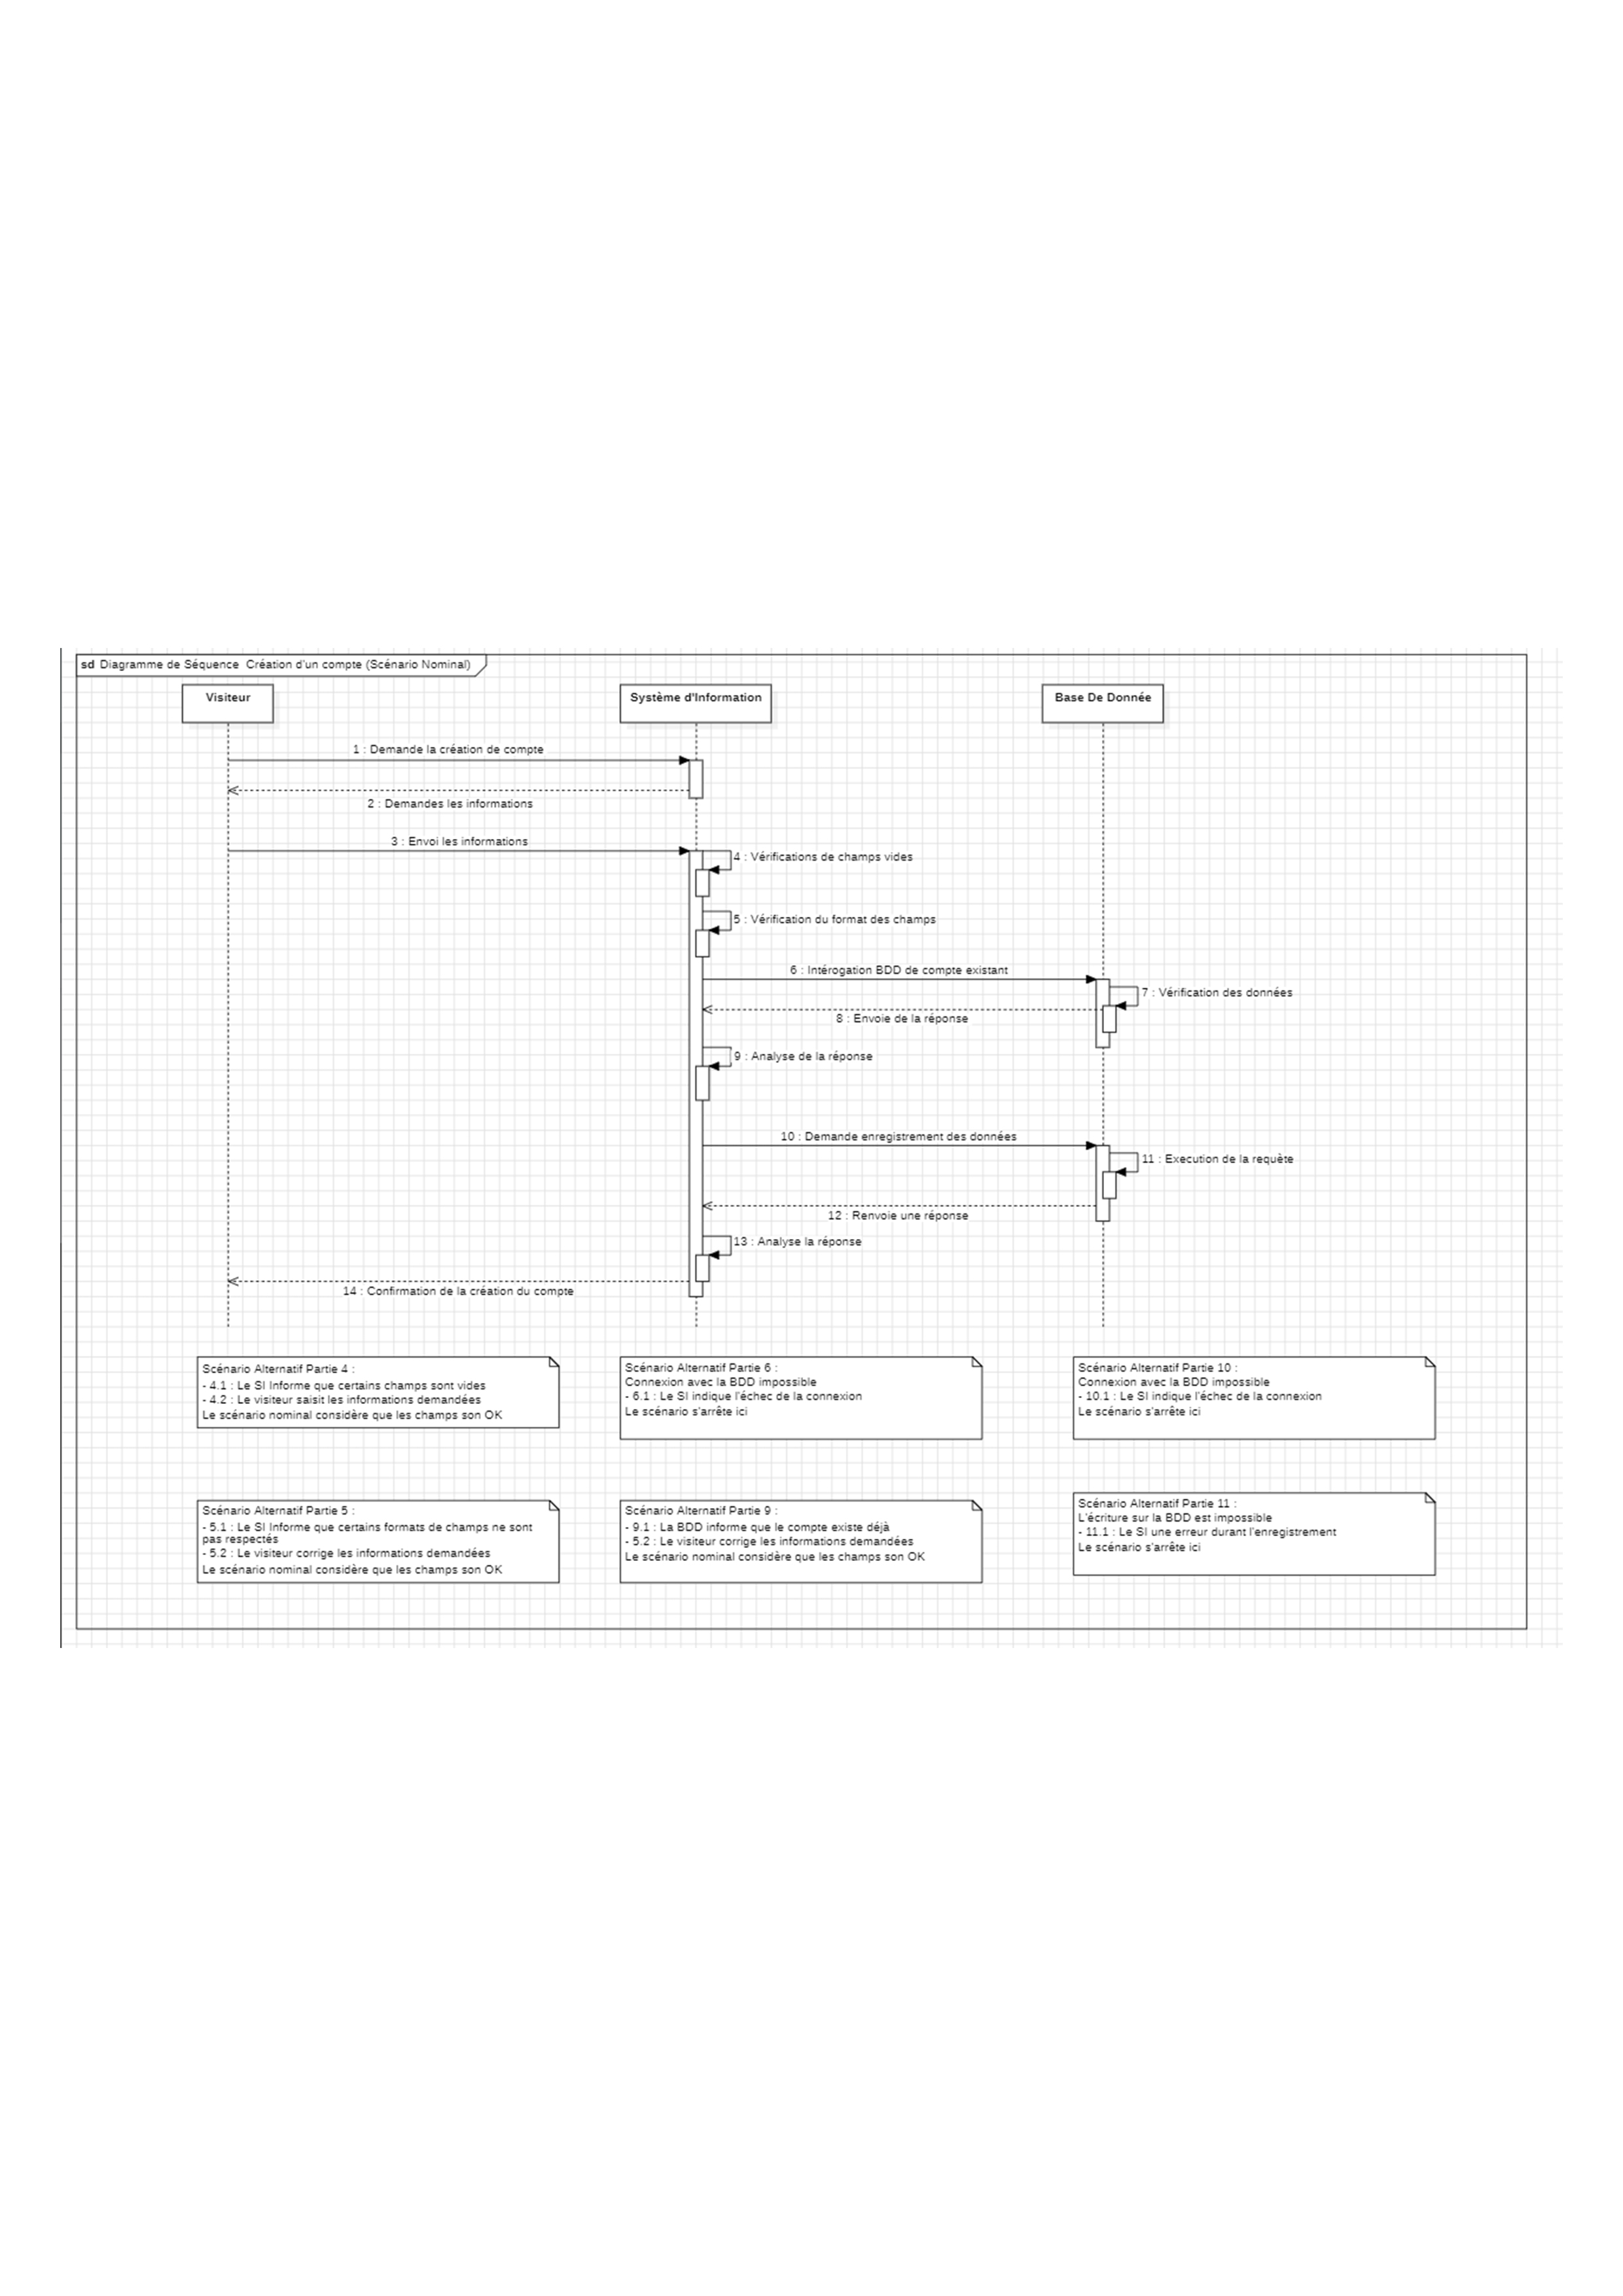 sd Diagramme de Séquence Création d'un compte (Scénario Nominal)
Visiteur
Système d'Information
Base De Donnée
1 : Demande la création de compte
2 : Demandes les informations
3 : Envoi les informations
4 : Vérifications de champs vides
5 : Vérification du format des champs
6 : Intérogation BDD de compte existant
7 : Vérification des données
8 : Envoie de la réponse
9 : Analyse de la réponse
10 : Demande enregistrement des données
11 : Execution de la requète
12 : Renvoie une réponse
13 : Analyse la réponse
14 : Confirmation de la création du compte
Scénario Alternatif Partie 4 :
- 4.1 : Le SI Informe que certains champs sont vides
- 4.2 : Le visiteur saisit les informations demandées
Le scénario nominal considère que les champs son OK
Scénario Alternatif Partie 6 :
Connexion avec la BDD impossible
- 6.1 : Le SI indique l'échec de la connexion
Le scénario s'arrête ici
Scénario Alternatif Partie 10 :
Connexion avec la BDD impossible
- 10.1 : Le SI indique l'échec de la connexion
Le scénario s'arrête ici
Scénario Alternatif Partie 5 :
- 5.1 : Le SI Informe que certains formats de champs ne sont
pas respectés
- 5.2 : Le visiteur corrige les informations demandées
Le scénario nominal considère que les champs son OK
Scénario Alternatif Partie 9 :
- 9.1 : La BDD informe que le compte existe déjà
- 5.2 : Le visiteur corrige les informations demandées
Le scénario nominal considère que les champs son OK
Scénario Alternatif Partie 11 :
L'écriture sur la BDD est impossible
- 11.1 : Le SI une erreur durant l'enregistrement
Le scénario s'arrête ici